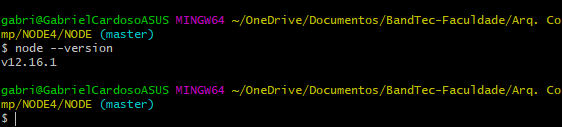 gabri@GabrielCardosoASUS MINGW64 ~/OneDrive/Documentos/BandTec-Faculdade/Arq. Co
mp/NODE4/NODE (master)
$ node --version
v12.16.1
gabri@GabrielCardosoASUS MINGW64 ~/OneDrive/Documentos/BandTec-Faculdade/Arq. Co
mp/NODE4/NODE (master)
$